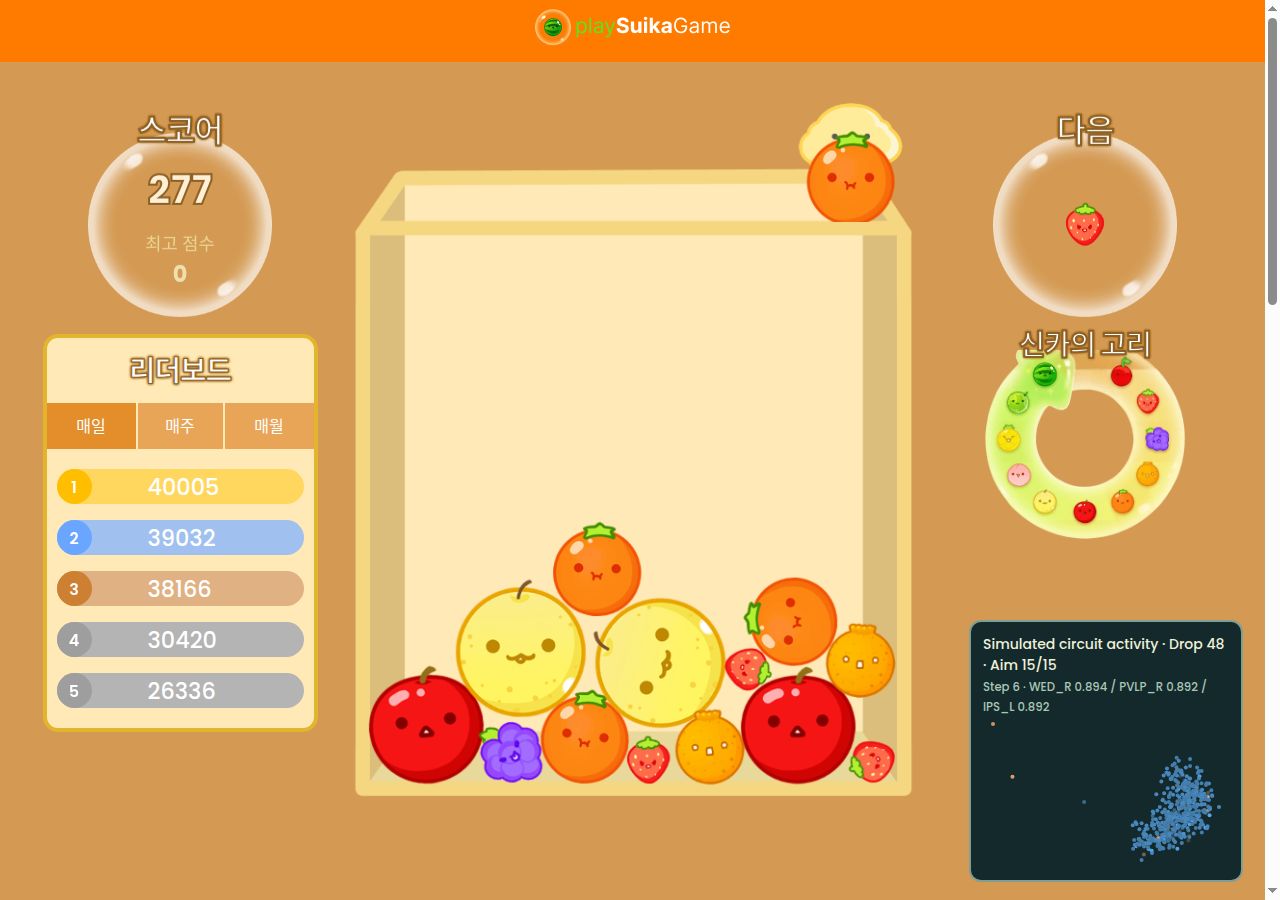 playSuikaGame
스코어
277
최고 점수
0
리더보드
매일 매주 매월
1 40005
2 39032
3 38166
4 30420
5 26336
다음
신카의 고리
Simulated circuit activity · Drop 48
· Aim 15/15
Step 6 · WED_R 0.894 / PVLP_R 0.892 /
IPS_L 0.892